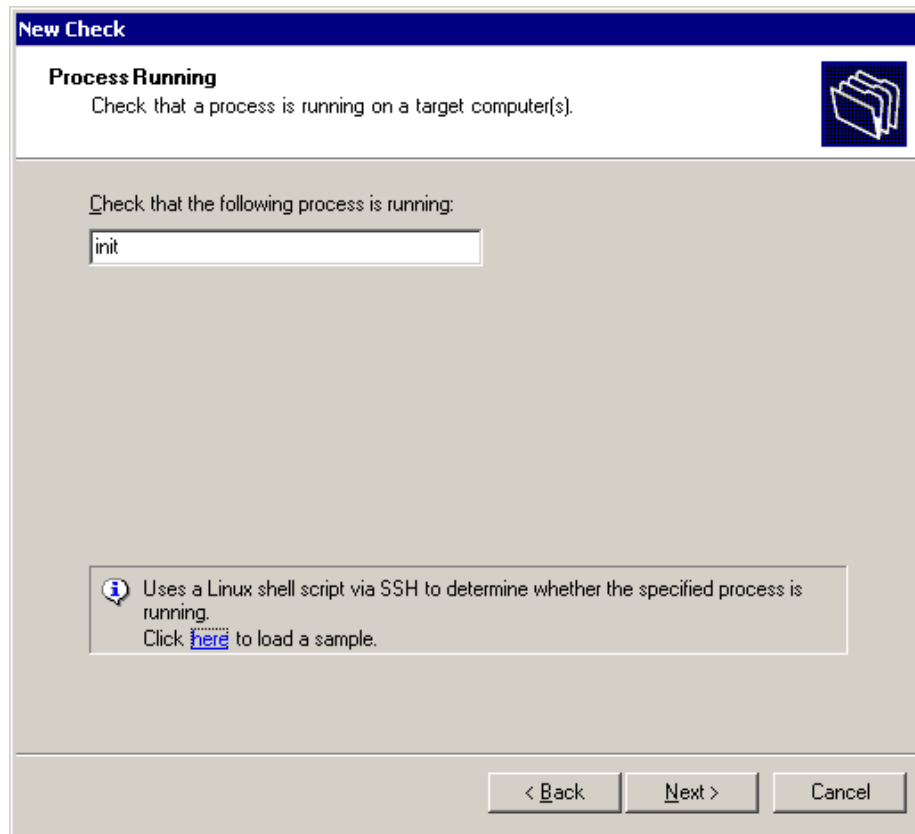 New Check
Process Running
Check that a process is running on a target computer(s).
Check that the following process is running:
init
Uses a Linux shell script via SSH to determine whether the specified process is
running.
Click here to load a sample.
< Back Next > Cancel